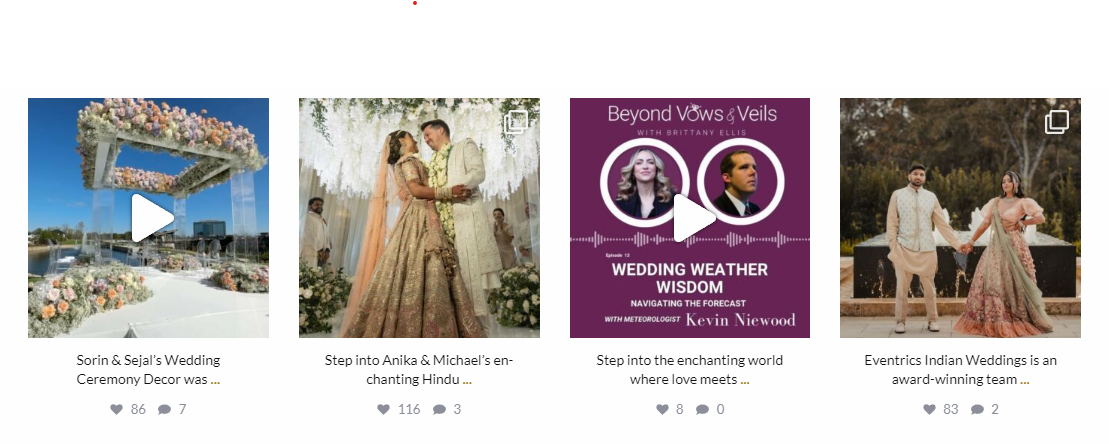 Beyond Vows & Veils
WITH BRITTANY ELLIS
Episode 13
WEDDING WEATHER
WISDOM
NAVIGATING THE FORECAST
WITH METEOROLOGIST Kevin Niewood
Sorin & Sejal's Wedding
Ceremony Decor was ...
86 7
Step into Anika & Michael's en-
chanting Hindu ...
116 3
Step into the enchanting world
where love meets ...
8 0
Eventrics Indian Weddings is an
award-winning team ...
83 2